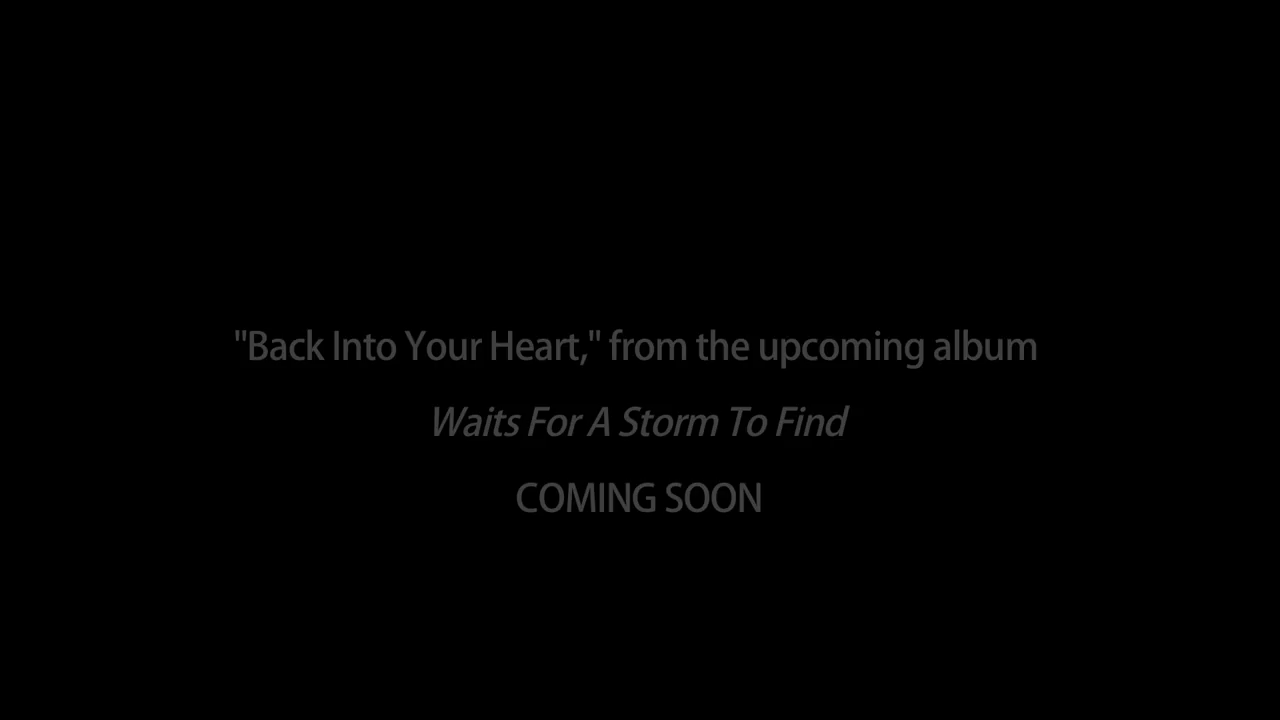 "Back Into Your Heart," from the upcoming album
Waits For A Storm To Find
COMING SOON